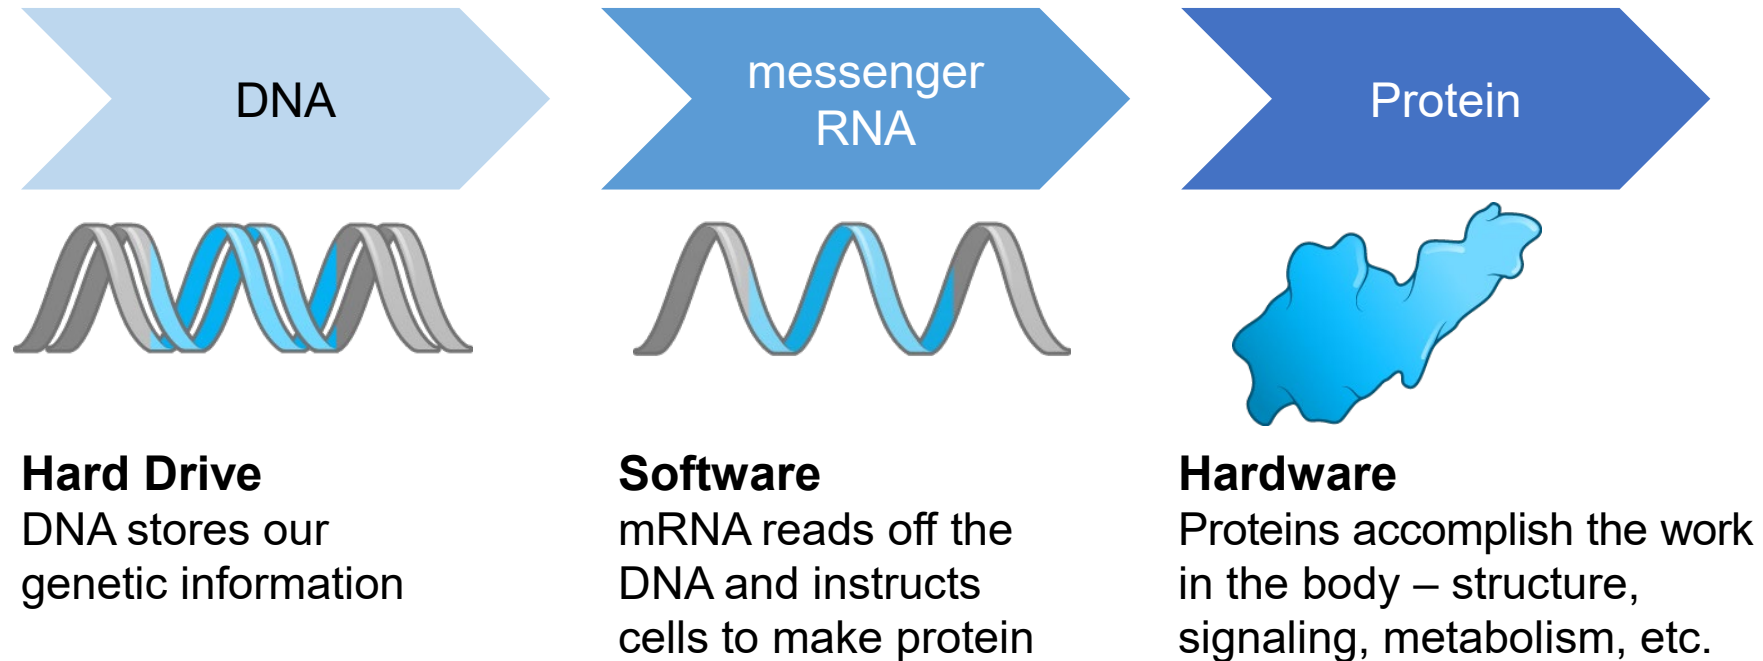 DNA
messenger
RNA
Protein
Hard Drive
DNA stores our
genetic information
Software
mRNA reads off the
DNA and instructs
cells to make protein
Hardware
Proteins accomplish the work
in the body – structure,
signaling, metabolism, etc.